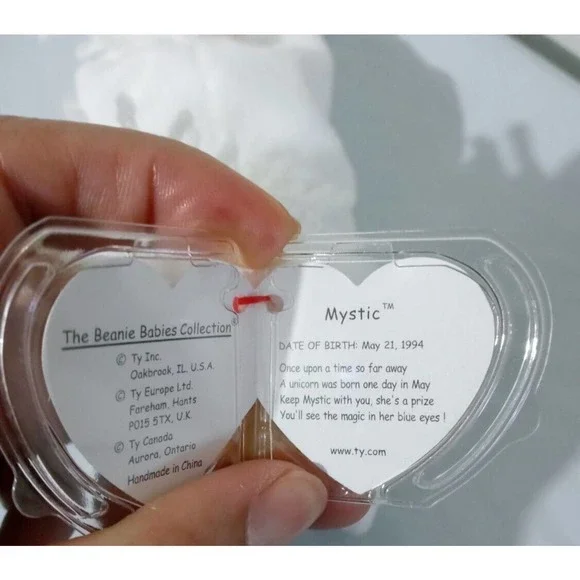 The Beanie Babies Collection®
© Ty Inc.
Oakbrook, IL. U.S.A.
© Ty Europe Ltd.
Fareham, Hants
PO15 5TX, U.K.
© Ty Canada
Aurora, Ontario
Handmade in China
Mystic™
DATE OF BIRTH: May 21, 1994
Once upon a time so far away
A unicorn was born one day in May
Keep Mystic with you, she's a prize
You'll see the magic in her blue eyes !
www.ty.com